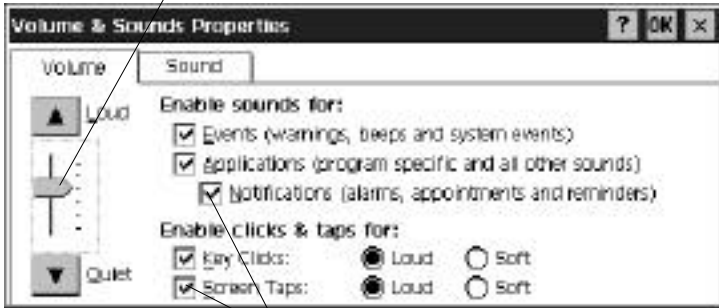 Volume & Sounds Properties ? OK ×
Volume Sound
Loud
Enable sounds for:
Events (warnings, beeps and system events)
Applications (program specific and all other sounds)
Notifications (alarms, appointments and reminders)
Enable clicks & taps for:
Key Clicks: Loud Soft
Quiet
Screen Taps: Loud Soft